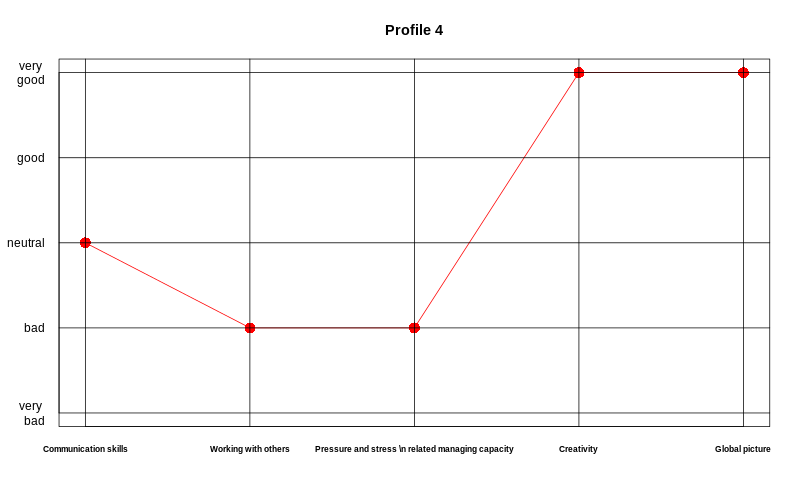 Profile 4
very
good
good
neutral
bad
very
bad
Communication skills
Working with others
Pressure and stress \n related managing capacity
Creativity
Global picture